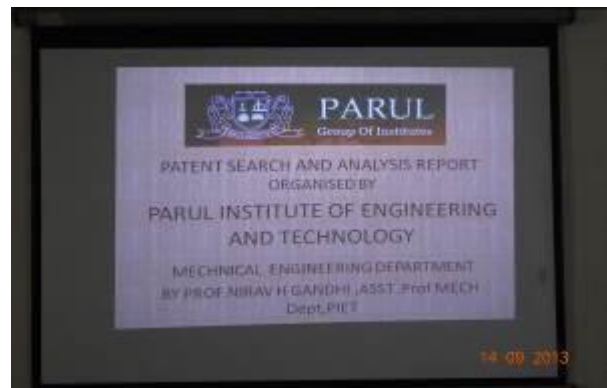 PARUL
Group Of Institutes
PATENT SEARCH AND ANALYSIS REPORT
ORGANISED BY
PARUL INSTITUTE OF ENGINEERING
AND TECHNOLOGY
MECHNICAL ENGINEERING DEPARTMENT
BY PROF.NIRAV H GANDHI ,ASST .Prof MECH
Dept,PIET
14 09 2013